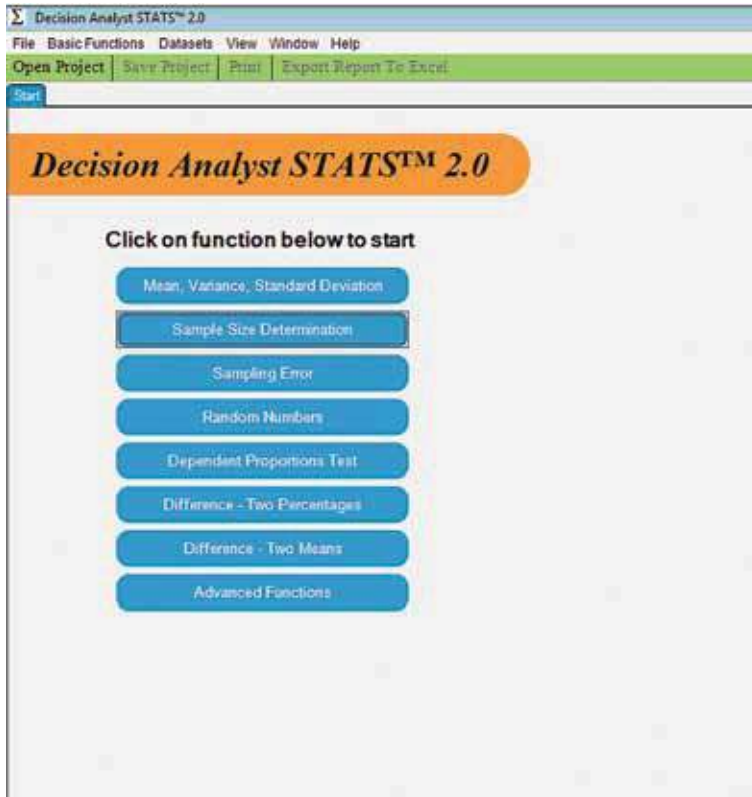 Σ Decision Analyst STATS™ 2.0
File Basic Functions Datasets View Window Help
Open Project Save Project Print Export Report To Excel
Start
Decision Analyst STATS™ 2.0
Click on function below to start
Mean, Variance, Standard Deviation
Sample Size Determination
Sampling Error
Random Numbers
Dependent Proportions Test
Difference - Two Percentages
Difference - Two Means
Advanced Functions